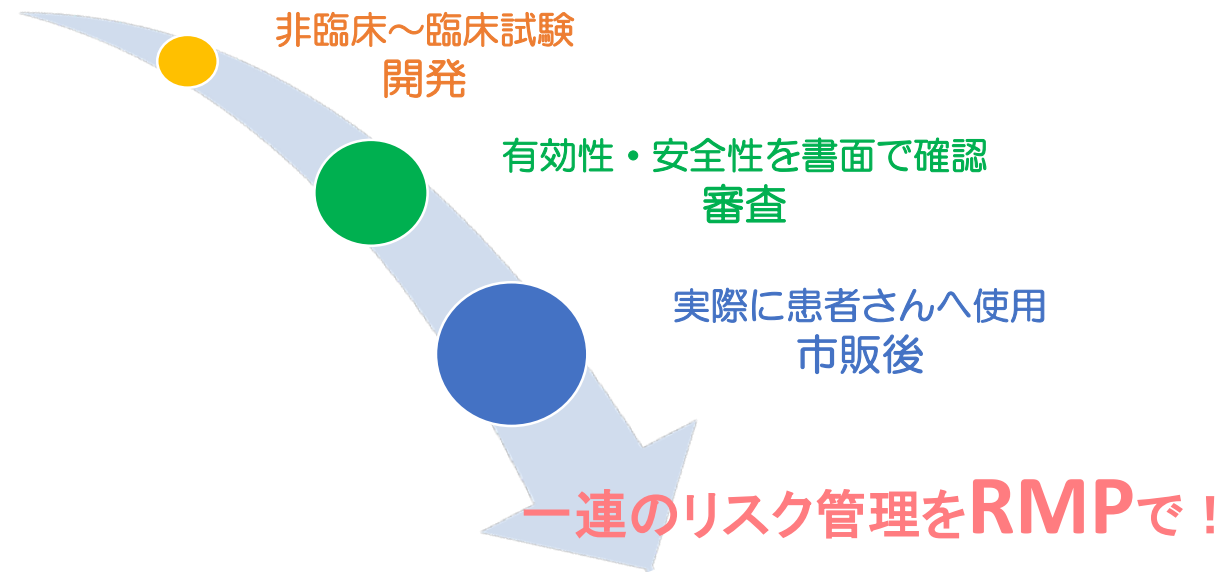 非臨床～臨床試験
開発
有効性・安全性を書面で確認
審査
実際に患者さんへ使用
市販後
一連のリスク管理をRMPで！